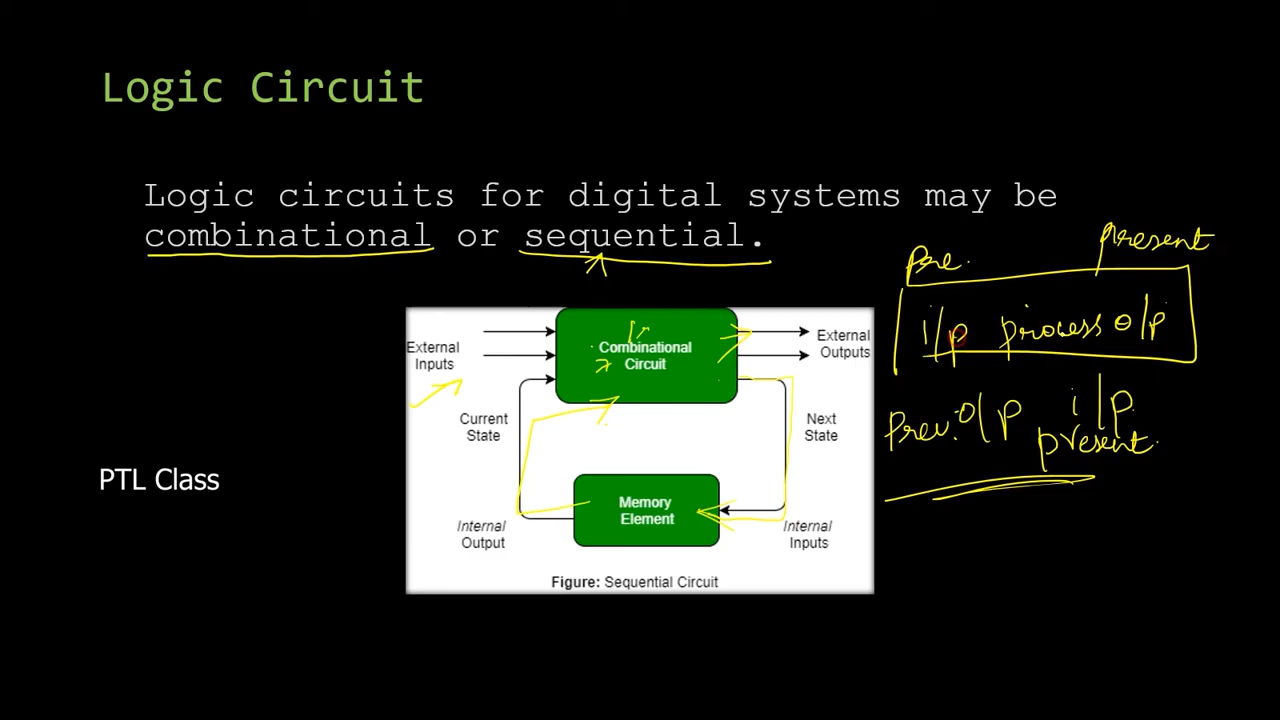 Logic Circuit
Logic circuits for digital systems may be
combinational or sequential.
pre. present
i/p process o/p
Prev. o/p i/p
present.
External
Inputs
Combinational
Circuit
External
Outputs
Current
State
Next
State
Memory
Element
Internal
Output
Internal
Inputs
Figure: Sequential Circuit
PTL Class